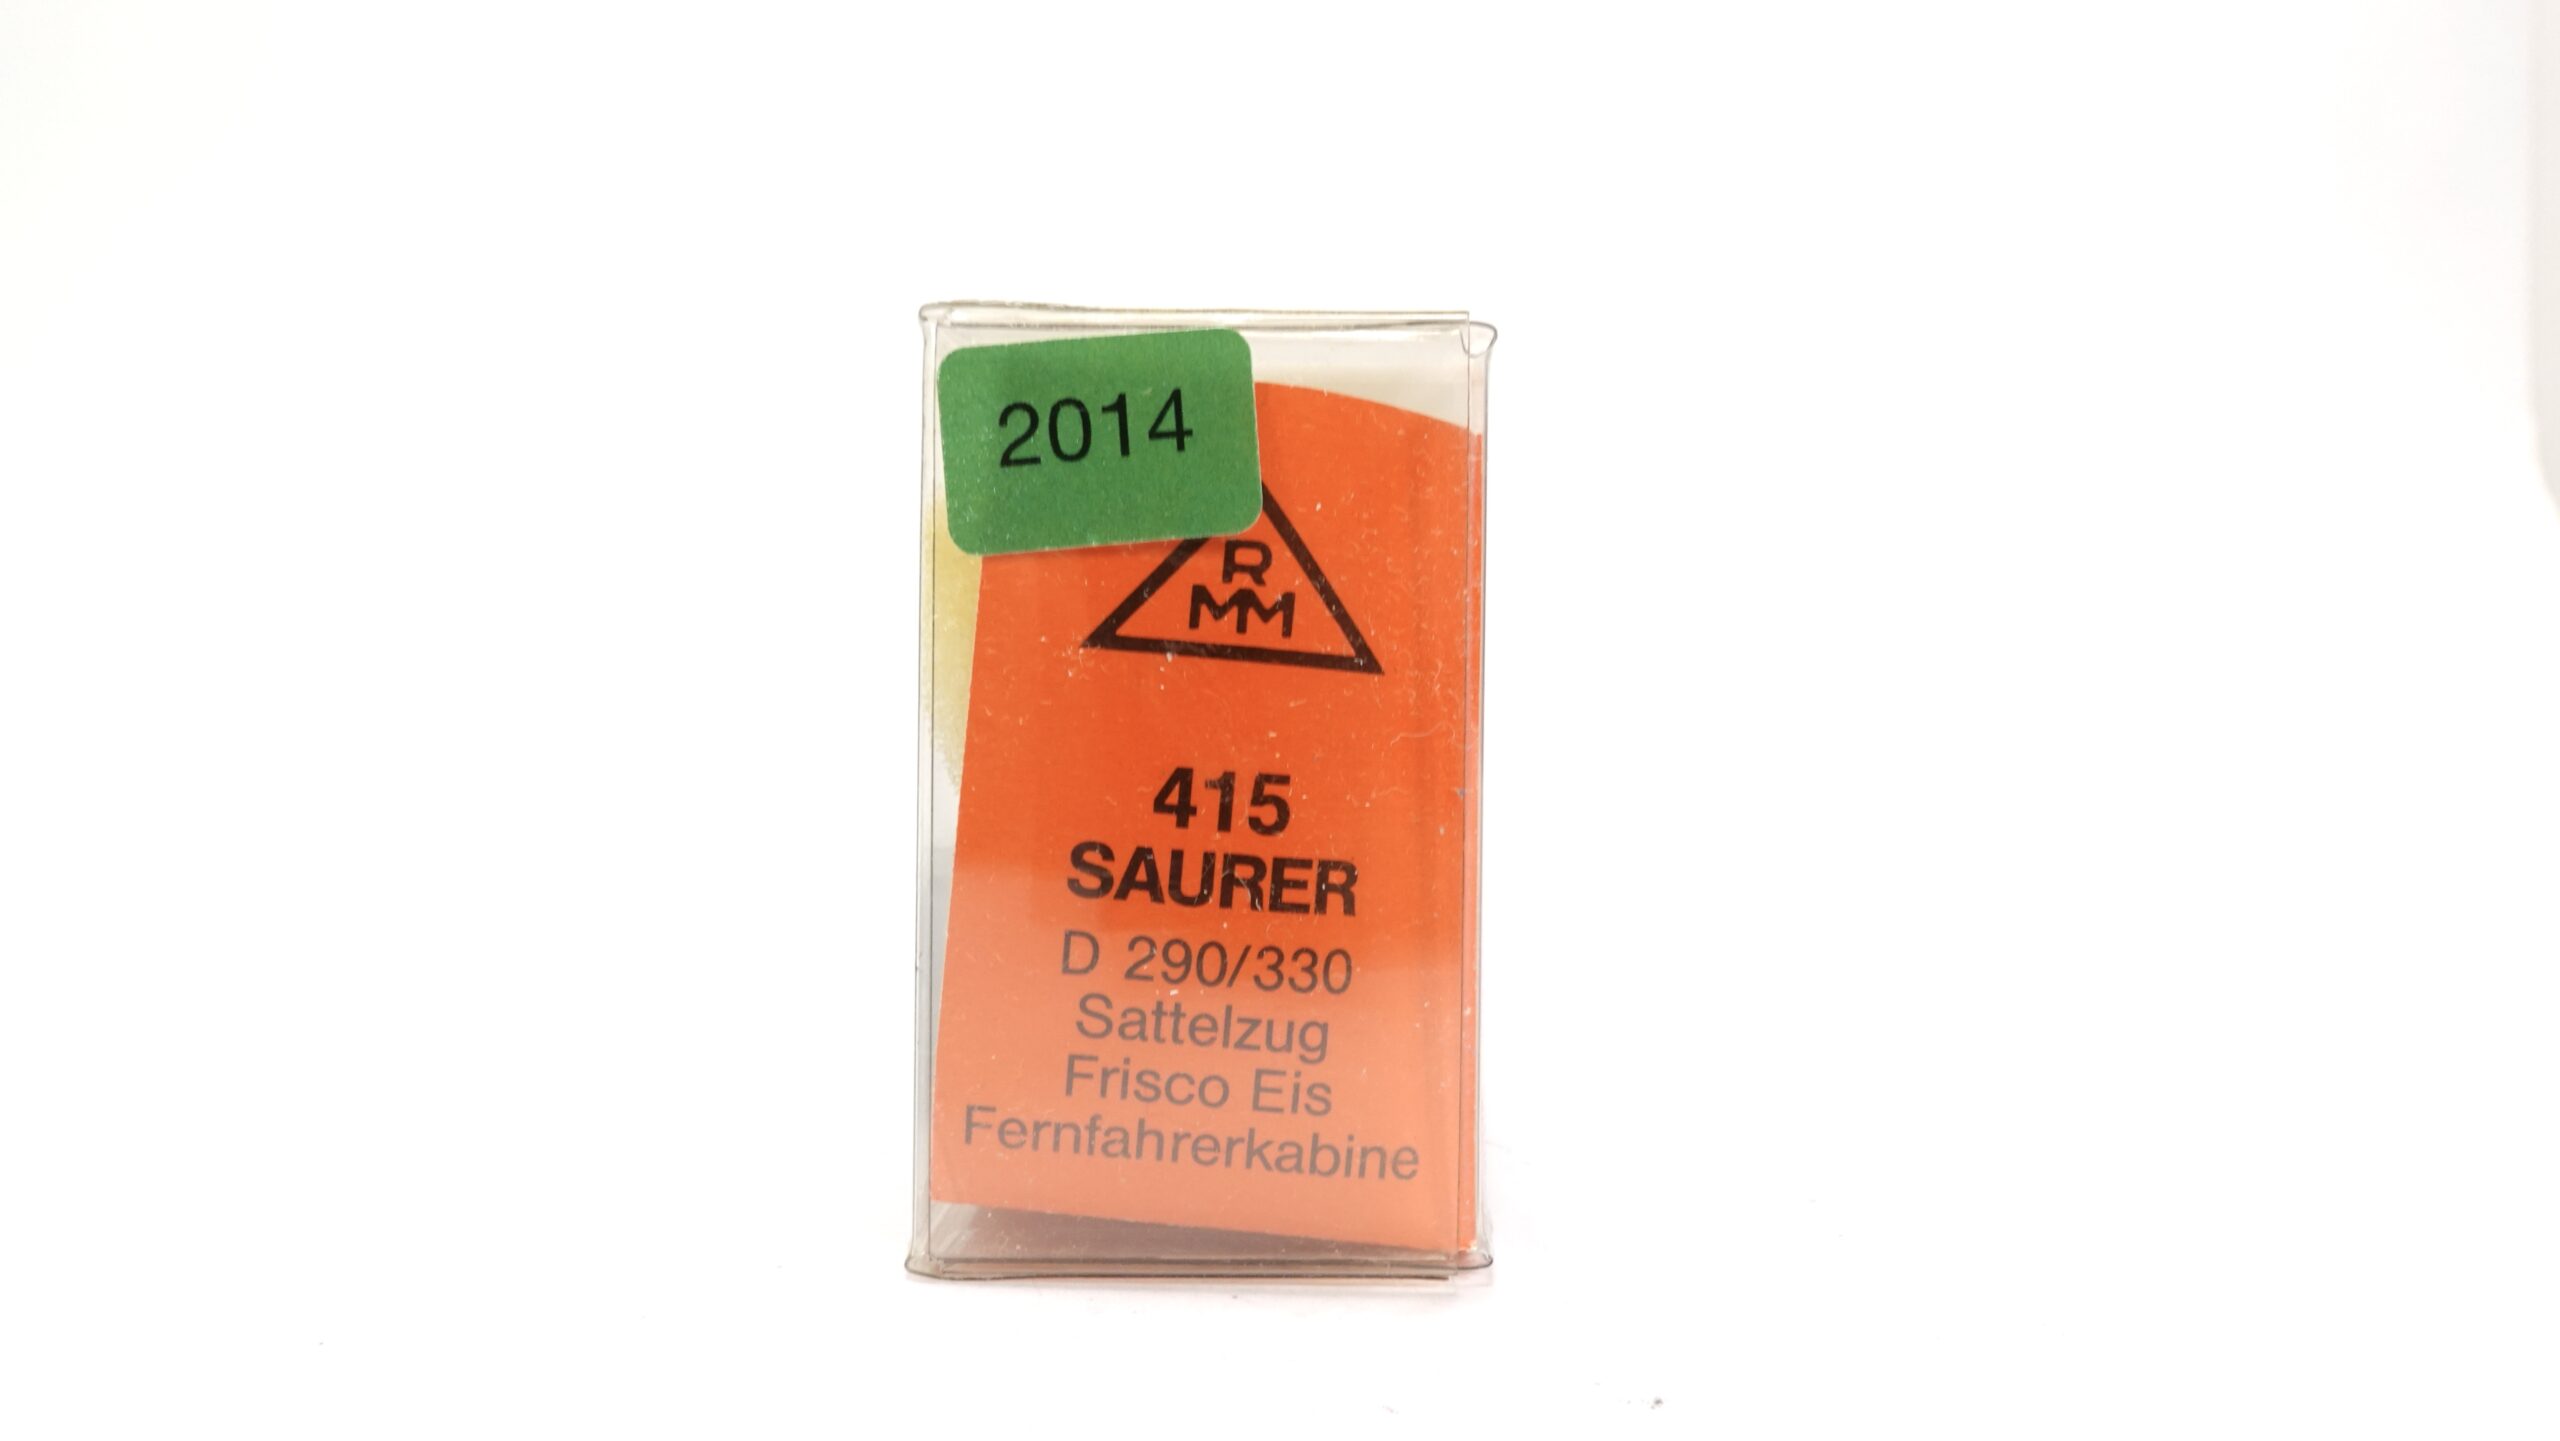 2014
R
MM
415
SAURER
D 290/330
Sattelzug
Frisco Eis
Fernfahrerkabine